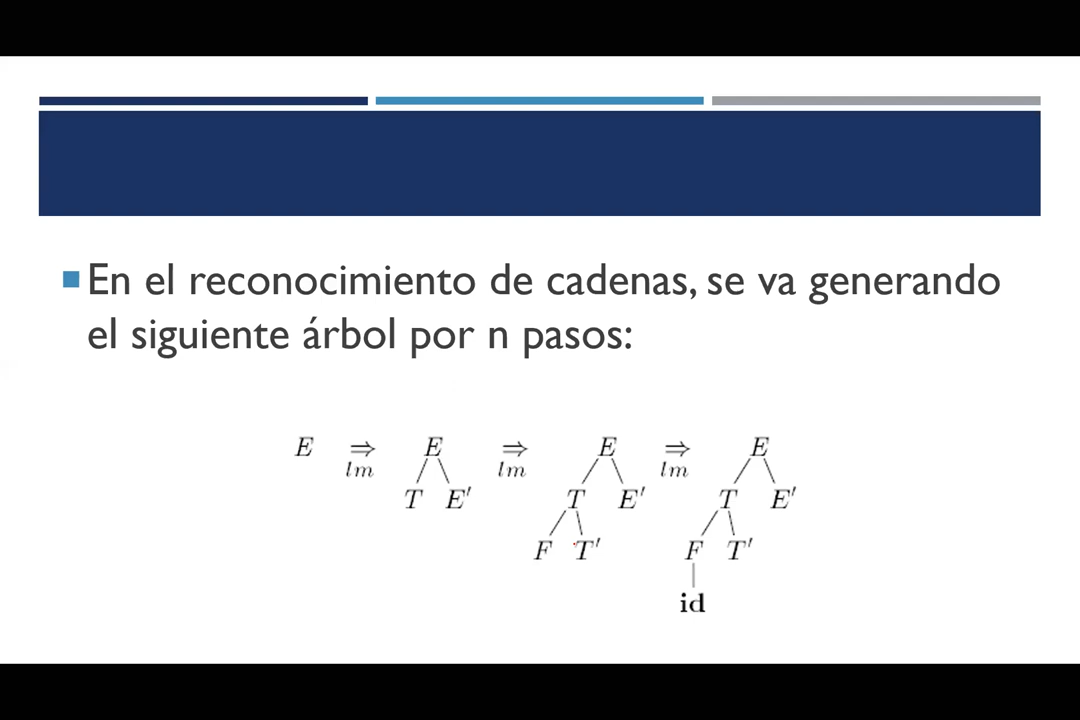 En el reconocimiento de cadenas, se va generando
el siguiente árbol por n pasos:
E ⇒ E ⇒ E ⇒ E
lm lm lm
T E' T E' T E'
F T' F T'
id